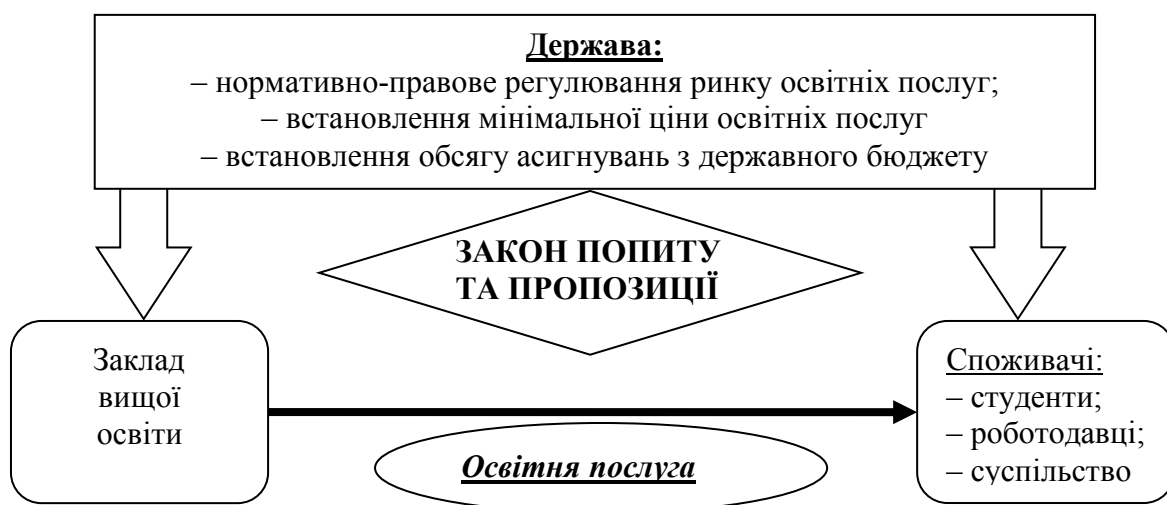 Держава:
– нормативно-правове регулювання ринку освітніх послуг;
– встановлення мінімальної ціни освітніх послуг
– встановлення обсягу асигнувань з державного бюджету
ЗАКОН ПОПИТУ
ТА ПРОПОЗИЦІЇ
Заклад
вищої
освіти
Споживачі:
– студенти;
– роботодавці;
– суспільство
Освітня послуга